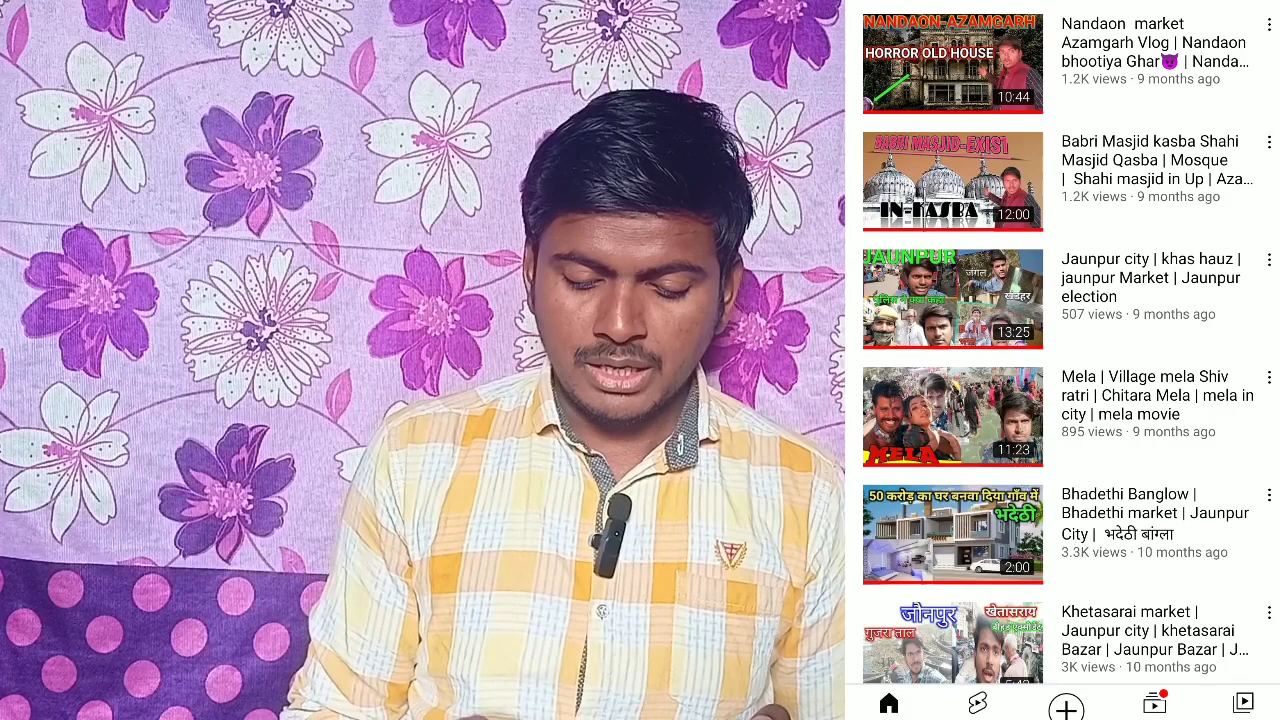 NANDAON-AZAMGARH
HORROR OLD HOUSE
10:44
Nandaon market
Azamgarh Vlog | Nandaon
bhootiya Ghar😈 | Nanda...
1.2K views · 9 months ago
BABRI MASJID-EXIST
IN-KASBA
12:00
Babri Masjid kasba Shahi
Masjid Qasba | Mosque
| Shahi masjid in Up | Aza...
1.2K views · 9 months ago
JAUNPUR
जंगल
खंडहर
13:25
Jaunpur city | khas hauz |
jaunpur Market | Jaunpur
election
507 views · 9 months ago
MELA
11:23
Mela | Village mela Shiv
ratri | Chitara Mela | mela in
city | mela movie
895 views · 9 months ago
50 करोड़ का घर बनवा दिया गाँव में
भदेठी
2:00
Bhadethi Banglow |
Bhadethi market | Jaunpur
City | भदेठी बांग्ला
3.3K views · 10 months ago
जौनपुर
खेतासराय
गुजरा ताल
Khetasarai market |
Jaunpur city | khetasarai
Bazar | Jaunpur Bazar | J...
3K views · 10 months ago